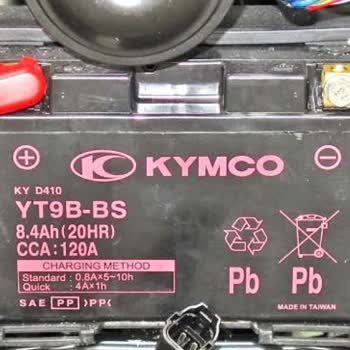 KYMCO
KY D410
YT9B-BS
8.4Ah(20HR)
CCA:120A
CHARGING METHOD
Standard : 0.8A×5~10h
Quick : 4A×1h
SAE PP >PP<
Pb Pb
MADE IN TAIWAN